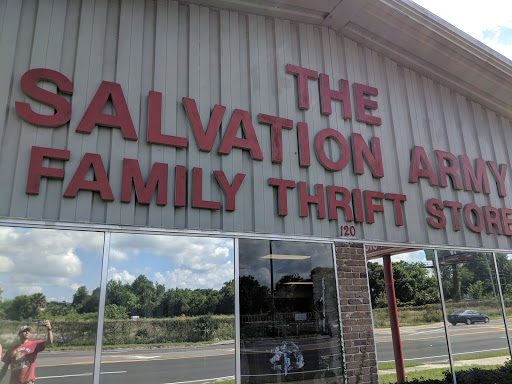 THE
SALVATION ARMY
FAMILY THRIFT STORE
120